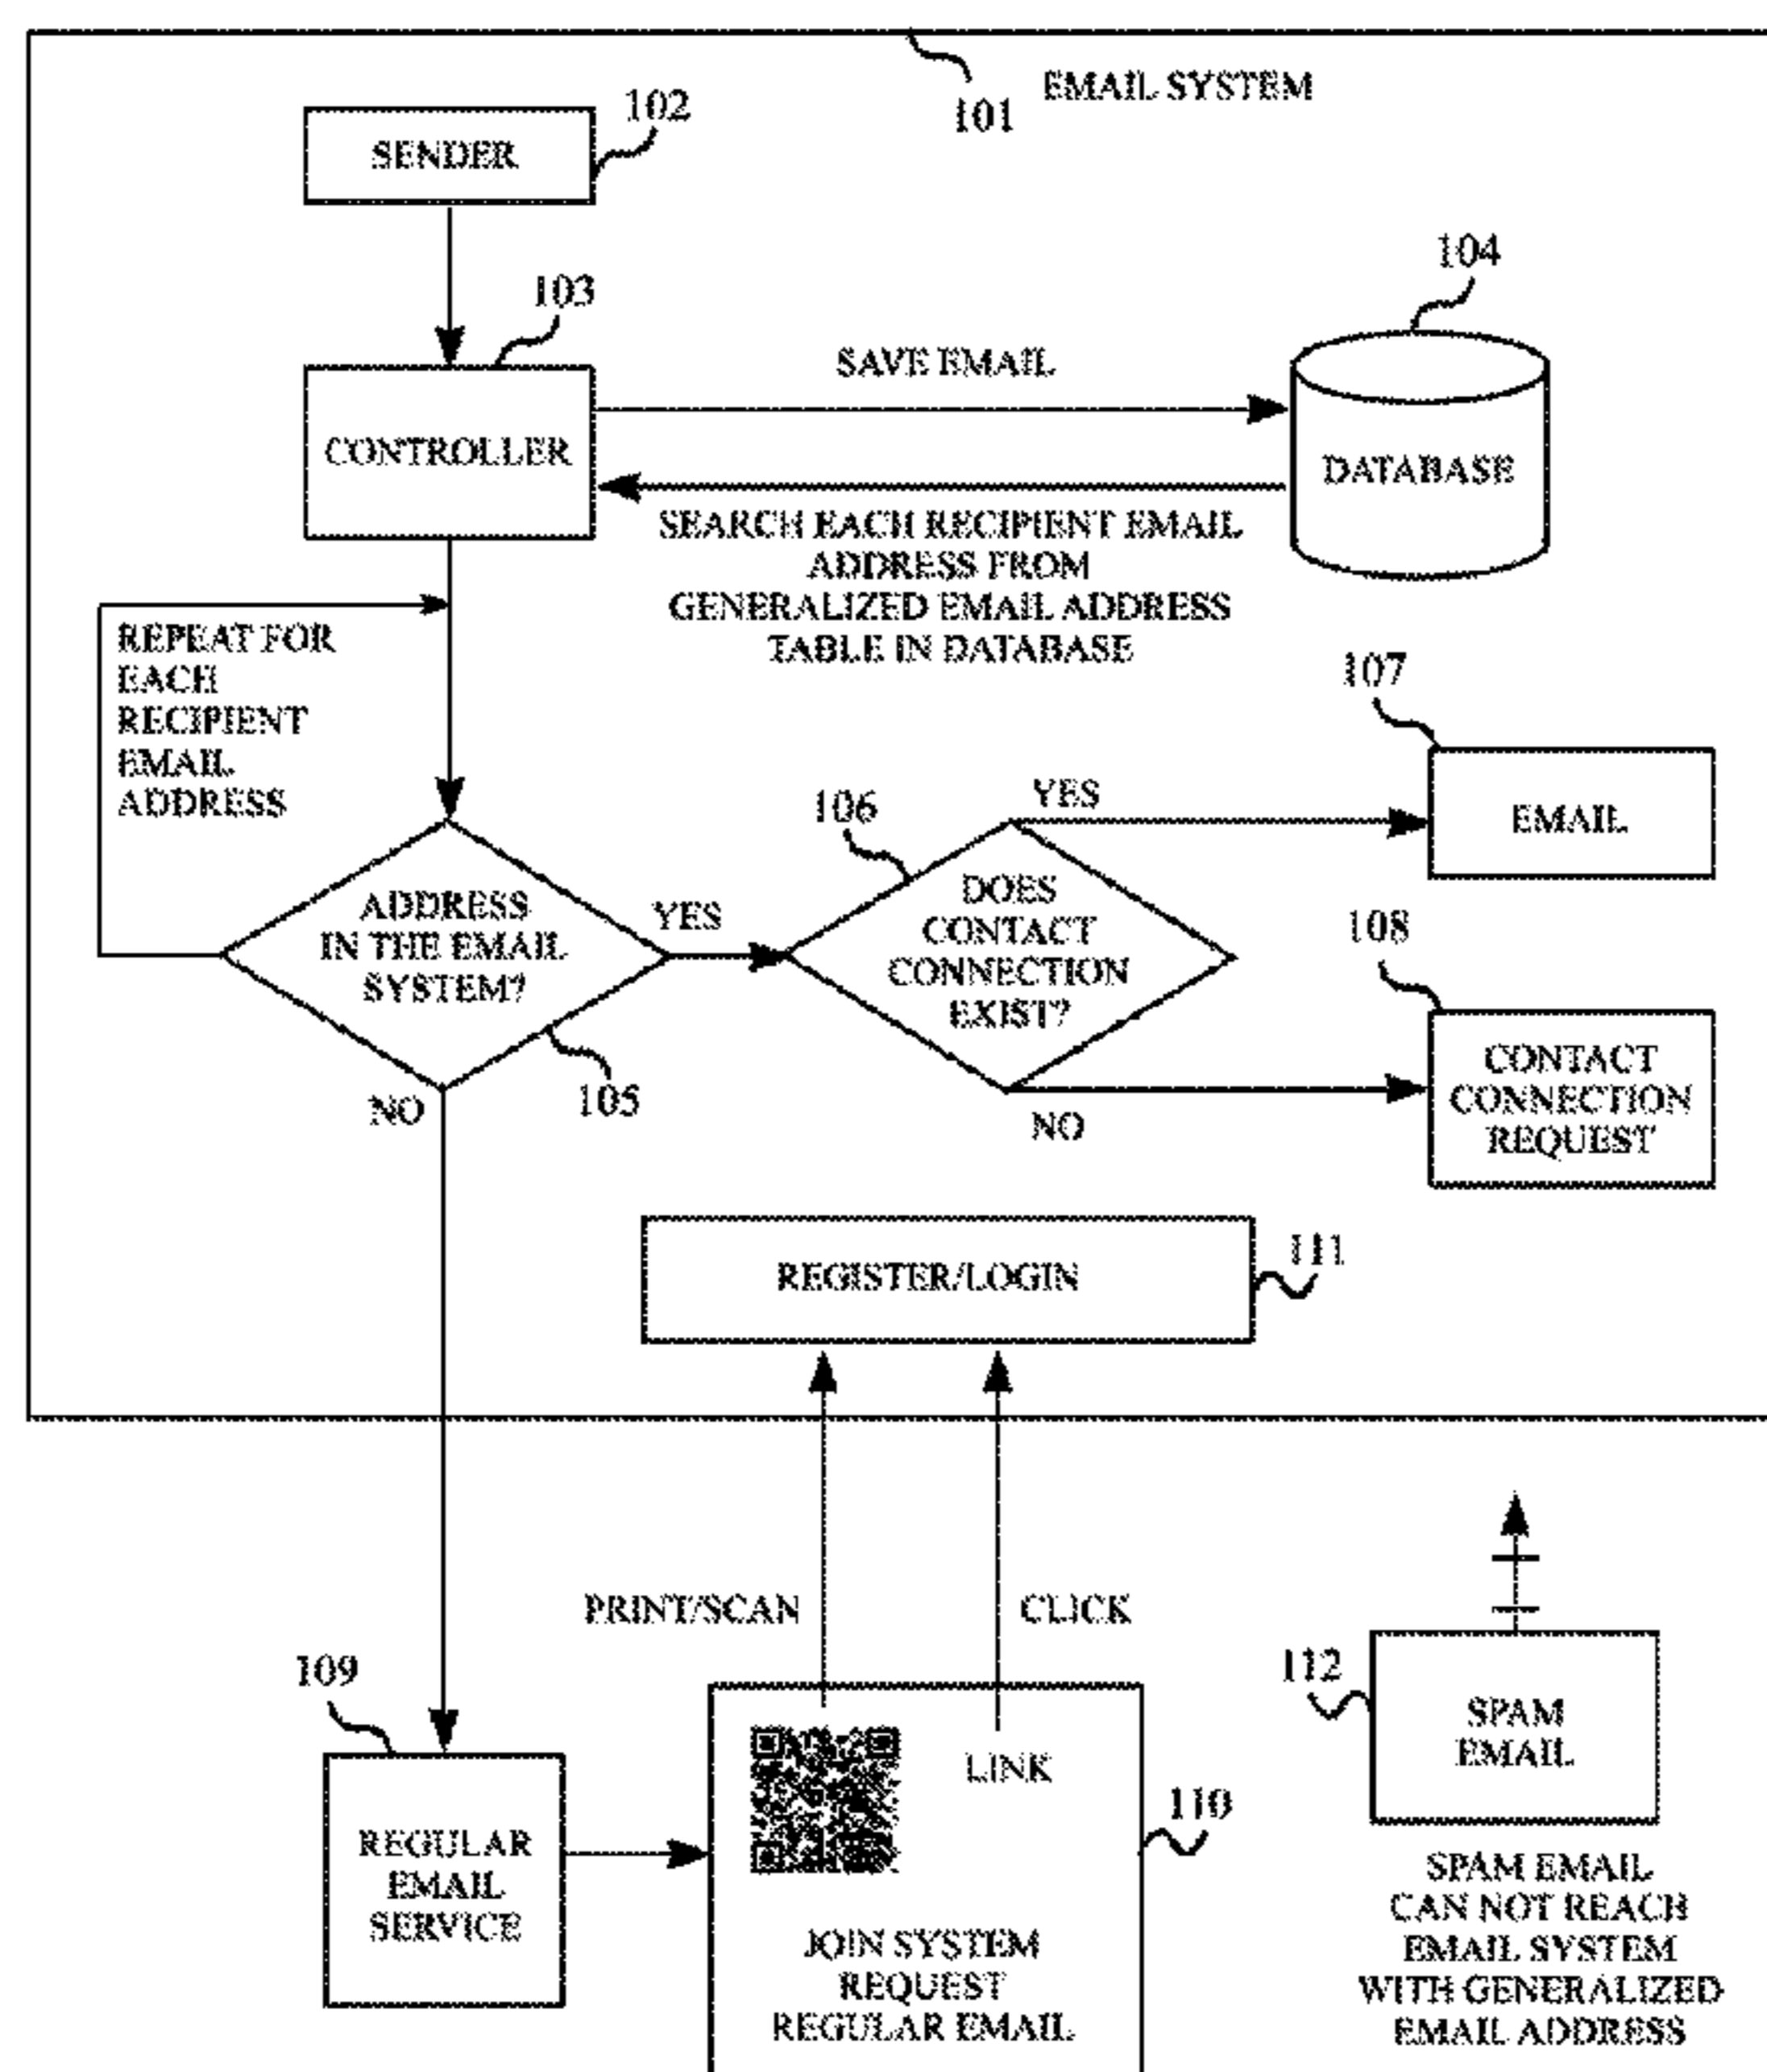 101
EMAIL SYSTEM
102
SENDER
103
104
SAVE EMAIL
CONTROLLER
DATABASE
SEARCH EACH RECIPIENT EMAIL
ADDRESS FROM
GENERALIZED EMAIL ADDRESS
TABLE IN DATABASE
REPEAT FOR
EACH
RECIPIENT
EMAIL
ADDRESS
107
EMAIL
106
YES
ADDRESS
IN THE EMAIL
SYSTEM?
YES
DOES
CONTACT
CONNECTION
EXIST?
108
CONTACT
CONNECTION
REQUEST
105
NO
NO
REGISTER/LOGIN
111
PRINT/SCAN
CLICK
109
REGULAR
EMAIL
SERVICE
LINK
110
JOIN SYSTEM
REQUEST
REGULAR EMAIL
112
SPAM
EMAIL
SPAM EMAIL
CAN NOT REACH
EMAIL SYSTEM
WITH GENERALIZED
EMAIL ADDRESS